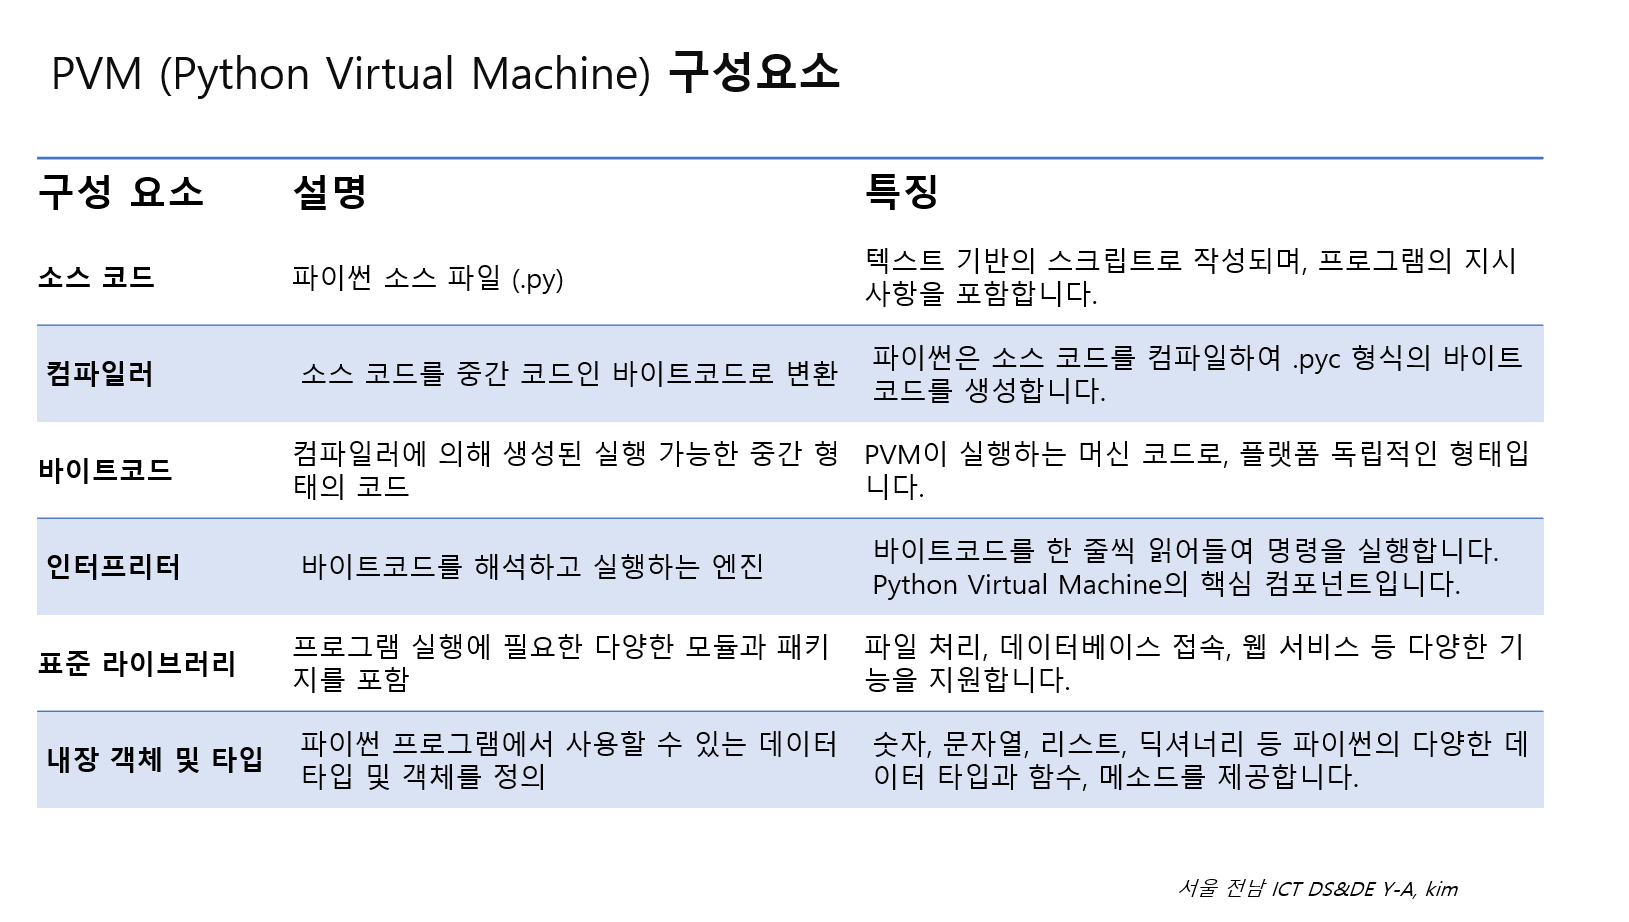 PVM (Python Virtual Machine) 구성요소
구성 요소 설명 특징
소스 코드 파이썬 소스 파일 (.py) 텍스트 기반의 스크립트로 작성되며, 프로그램의 지시
사항을 포함합니다.
컴파일러 소스 코드를 중간 코드인 바이트코드로 변환 파이썬은 소스 코드를 컴파일하여 .pyc 형식의 바이트
코드를 생성합니다.
바이트코드 컴파일러에 의해 생성된 실행 가능한 중간 형
태의 코드
PVM이 실행하는 머신 코드로, 플랫폼 독립적인 형태입
니다.
인터프리터 바이트코드를 해석하고 실행하는 엔진 바이트코드를 한 줄씩 읽어들여 명령을 실행합니다.
Python Virtual Machine의 핵심 컴포넌트입니다.
표준 라이브러리 프로그램 실행에 필요한 다양한 모듈과 패키
지를 포함
파일 처리, 데이터베이스 접속, 웹 서비스 등 다양한 기
능을 지원합니다.
내장 객체 및 타입 파이썬 프로그램에서 사용할 수 있는 데이터
타입 및 객체를 정의
숫자, 문자열, 리스트, 딕셔너리 등 파이썬의 다양한 데
이터 타입과 함수, 메소드를 제공합니다.
서울 전남 ICT DS&DE Y-A, kim